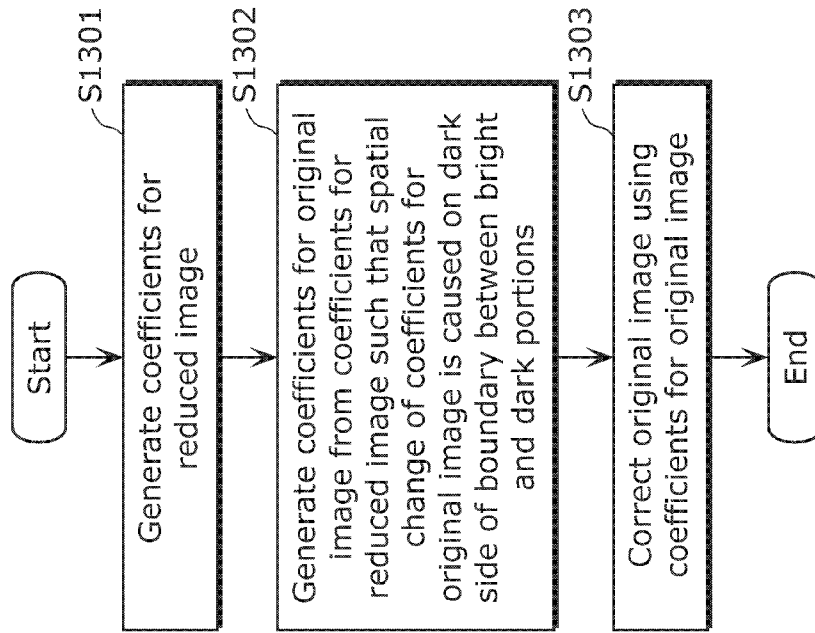 Start
S1301
Generate coefficients for
reduced image
S1302
Generate coefficients for original
image from coefficients for
reduced image such that spatial
change of coefficients for
original image is caused on dark
side of boundary between bright
and dark portions
S1303
Correct original image using
coefficients for original image
End